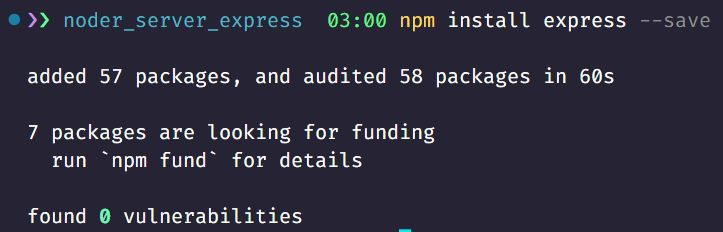 ❯❯ noder_server_express 03:00 npm install express --save
added 57 packages, and audited 58 packages in 60s
7 packages are looking for funding
run `npm fund` for details
found 0 vulnerabilities